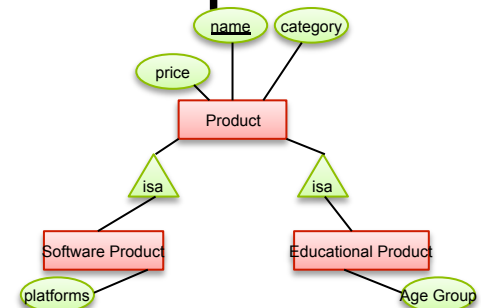 name
category
price
Product
isa
isa
Software Product
Educational Product
platforms
Age Group